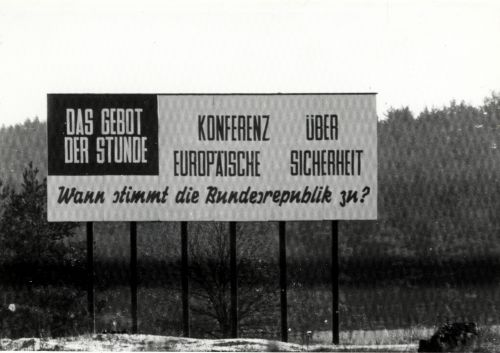 DAS GEBOT
DER STUNDE
KONFERENZ ÜBER
EUROPÄISCHE SICHERHEIT
Wann stimmt die Bundesrepublik zu?